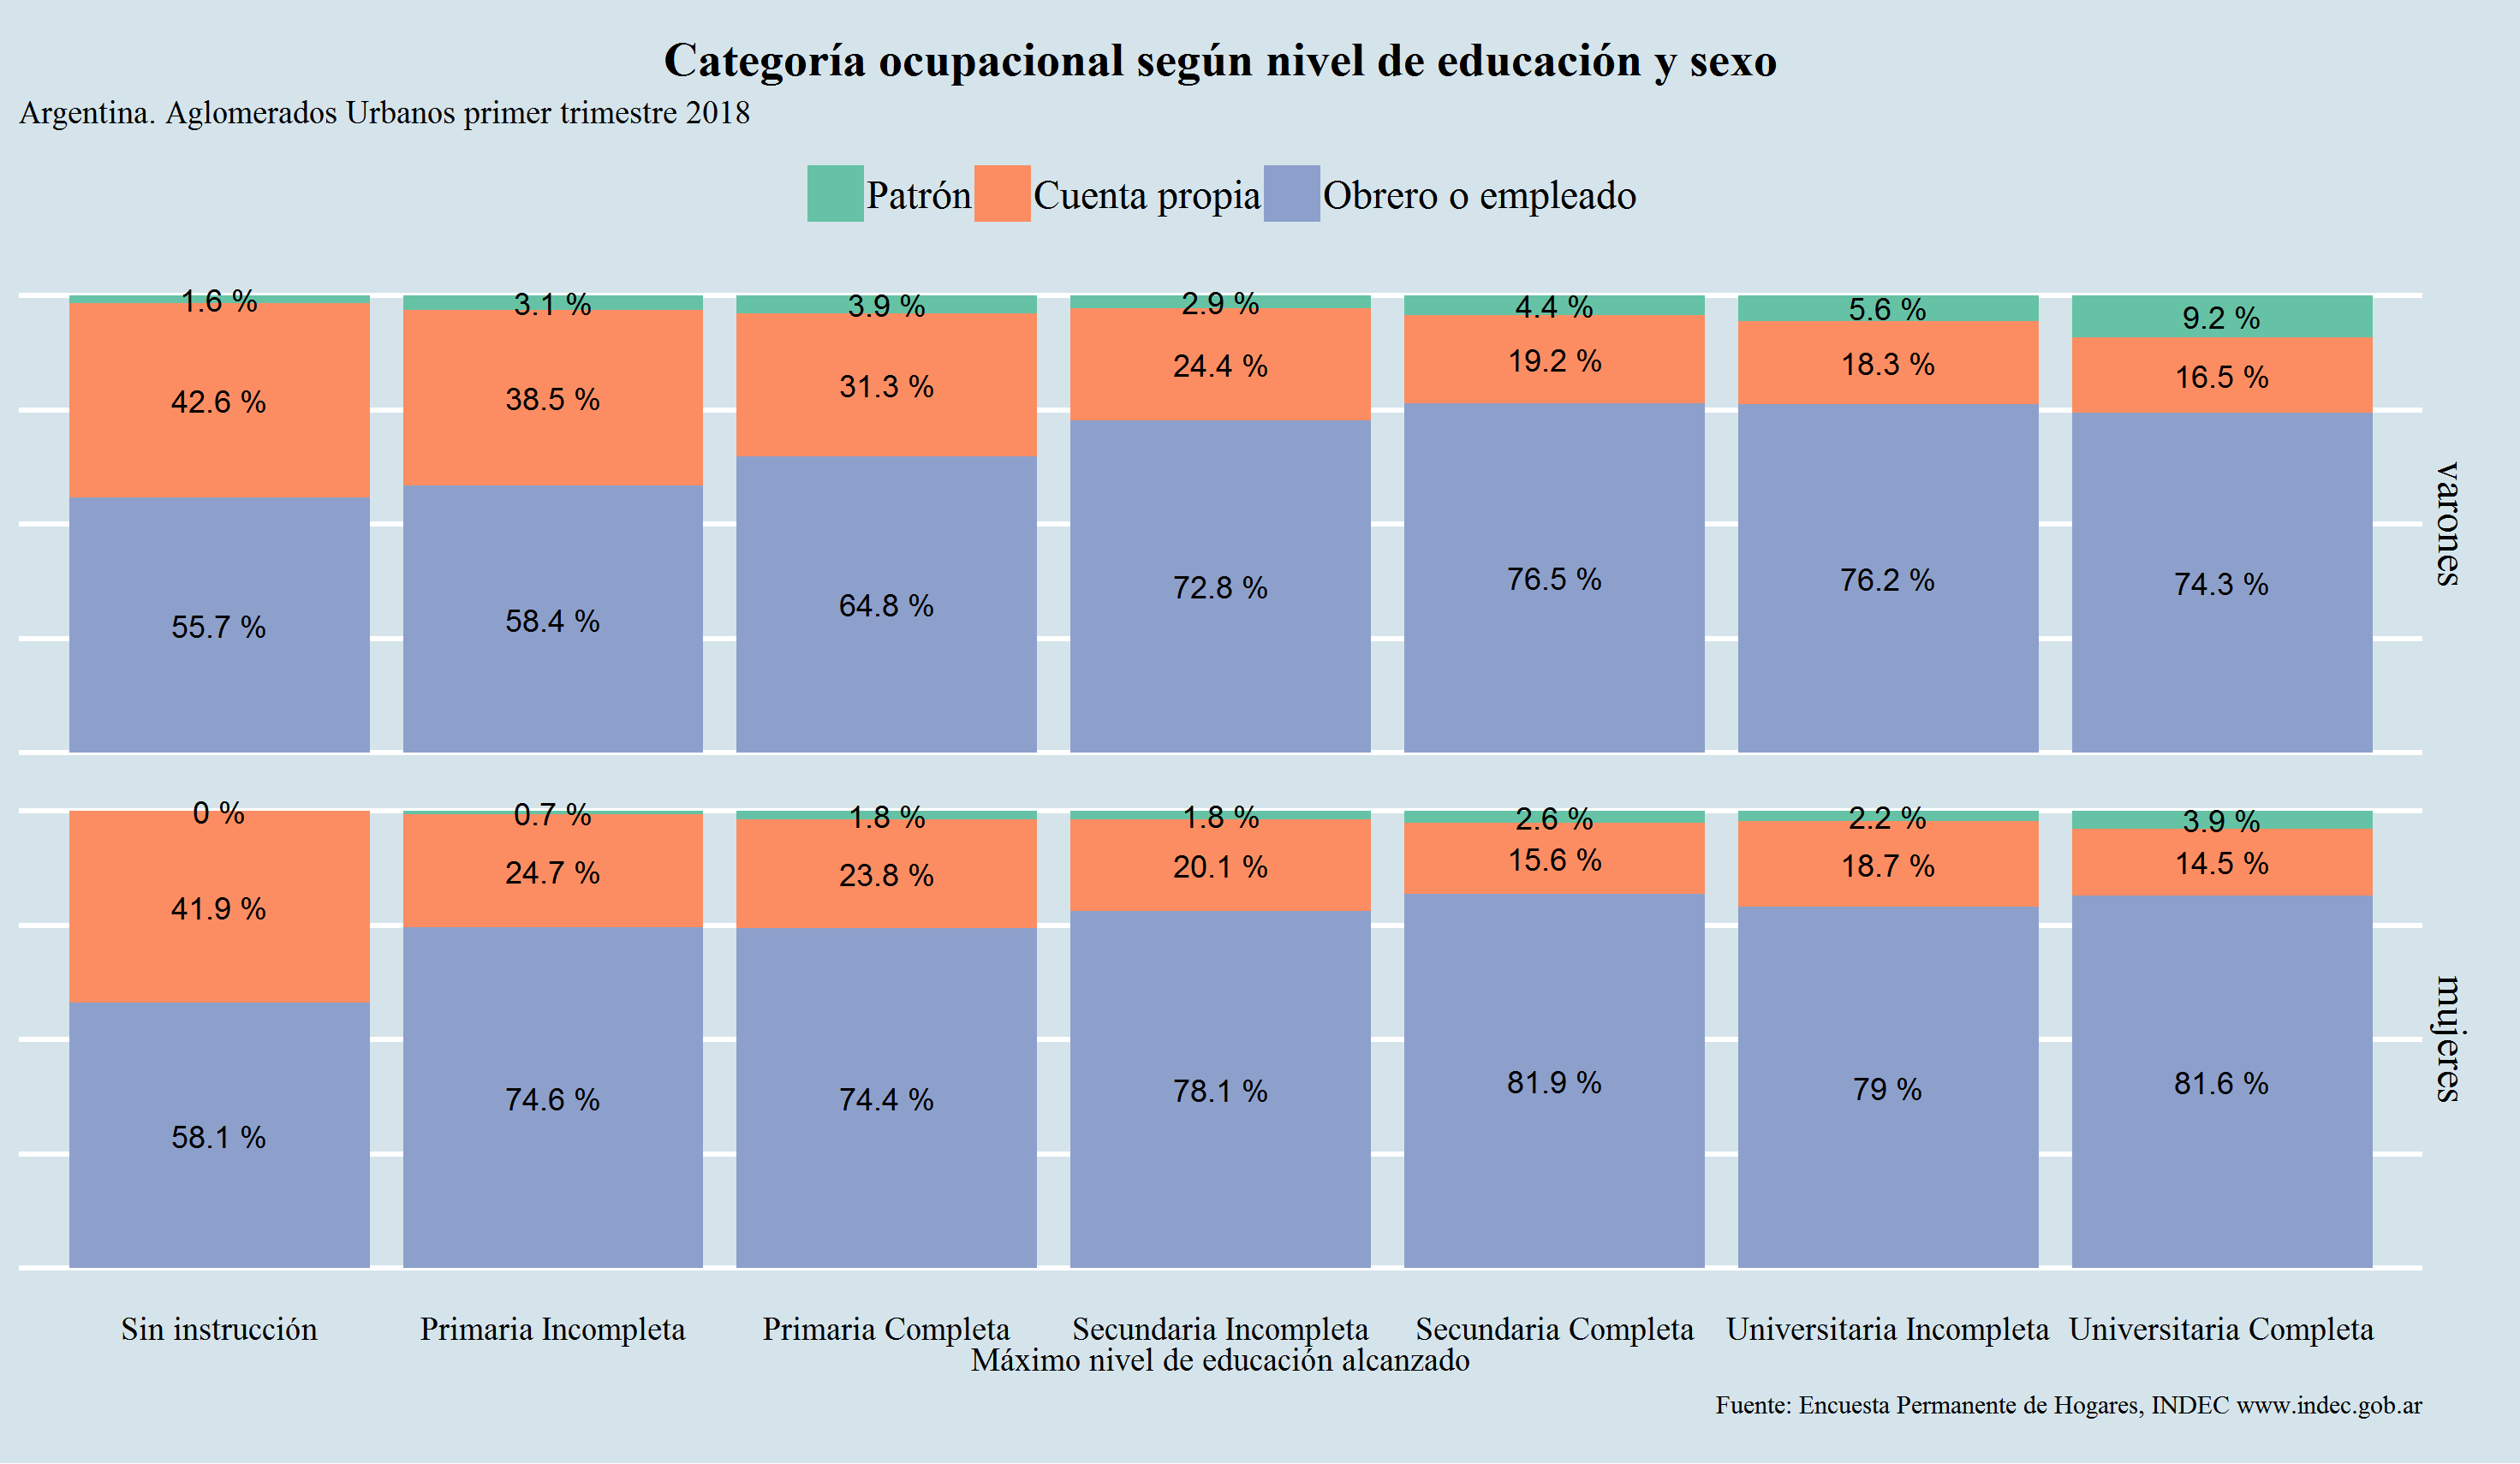 Categoría ocupacional según nivel de educación y sexo
Argentina. Aglomerados Urbanos primer trimestre 2018
Patrón Cuenta propia Obrero o empleado
1.6 % 3.1 % 3.9 % 2.9 % 4.4 % 5.6 % 9.2 %
42.6 % 38.5 % 31.3 % 24.4 % 19.2 % 18.3 % 16.5 %
55.7 % 58.4 % 64.8 % 72.8 % 76.5 % 76.2 % 74.3 %
varones
0 % 0.7 % 1.8 % 1.8 % 2.6 % 2.2 % 3.9 %
41.9 % 24.7 % 23.8 % 20.1 % 15.6 % 18.7 % 14.5 %
58.1 % 74.6 % 74.4 % 78.1 % 81.9 % 79 % 81.6 %
mujeres
Sin instrucción Primaria Incompleta Primaria Completa Secundaria Incompleta Secundaria Completa Universitaria Incompleta Universitaria Completa
Máximo nivel de educación alcanzado
Fuente: Encuesta Permanente de Hogares, INDEC www.indec.gob.ar